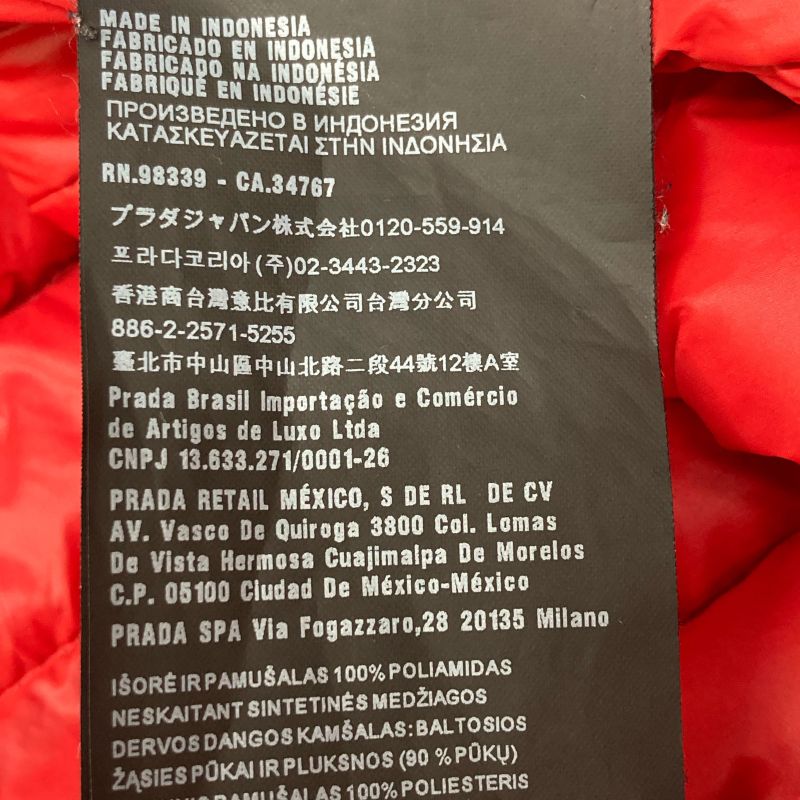 MADE IN INDONESIA
FABRICADO EN INDONESIA
FABRICADO NA INDONÉSIA
FABRIQUÉ EN INDONÉSIE
ПРОИЗВЕДЕНО В ИНДОНЕЗИЯ
ΚΑΤΑΣΚΕΥΑΖΕΤΑΙ ΣΤΗΝ ΙΝΔΟΝΗΣΙΑ
RN.98339 - CA.34767
プラダジャパン株式会社0120-559-914
프라다코리아(주)02-3443-2323
香港商台灣意比有限公司台灣分公司
886-2-2571-5255
臺北市中山區中山北路二段44號12樓A室
Prada Brasil Importação e Comércio
de Artigos de Luxo Ltda
CNPJ 13.633.271/0001-26
PRADA RETAIL MÉXICO, S DE RL DE CV
AV. Vasco De Quiroga 3800 Col. Lomas
De Vista Hermosa Cuajimalpa De Morelos
C.P. 05100 Ciudad De México-México
PRADA SPA Via Fogazzaro,28 20135 Milano
IŠORĖ IR PAMUŠALAS 100% POLIAMIDAS
NESKAITANT SINTETINĖS MEDŽIAGOS
DERVOS DANGOS KAMŠALAS: BALTOSIOS
ŽĄSIES PŪKAI IR PLUKSNOS (90 % PŪKŲ)
PAMUŠALAS 100% POLIESTERIS